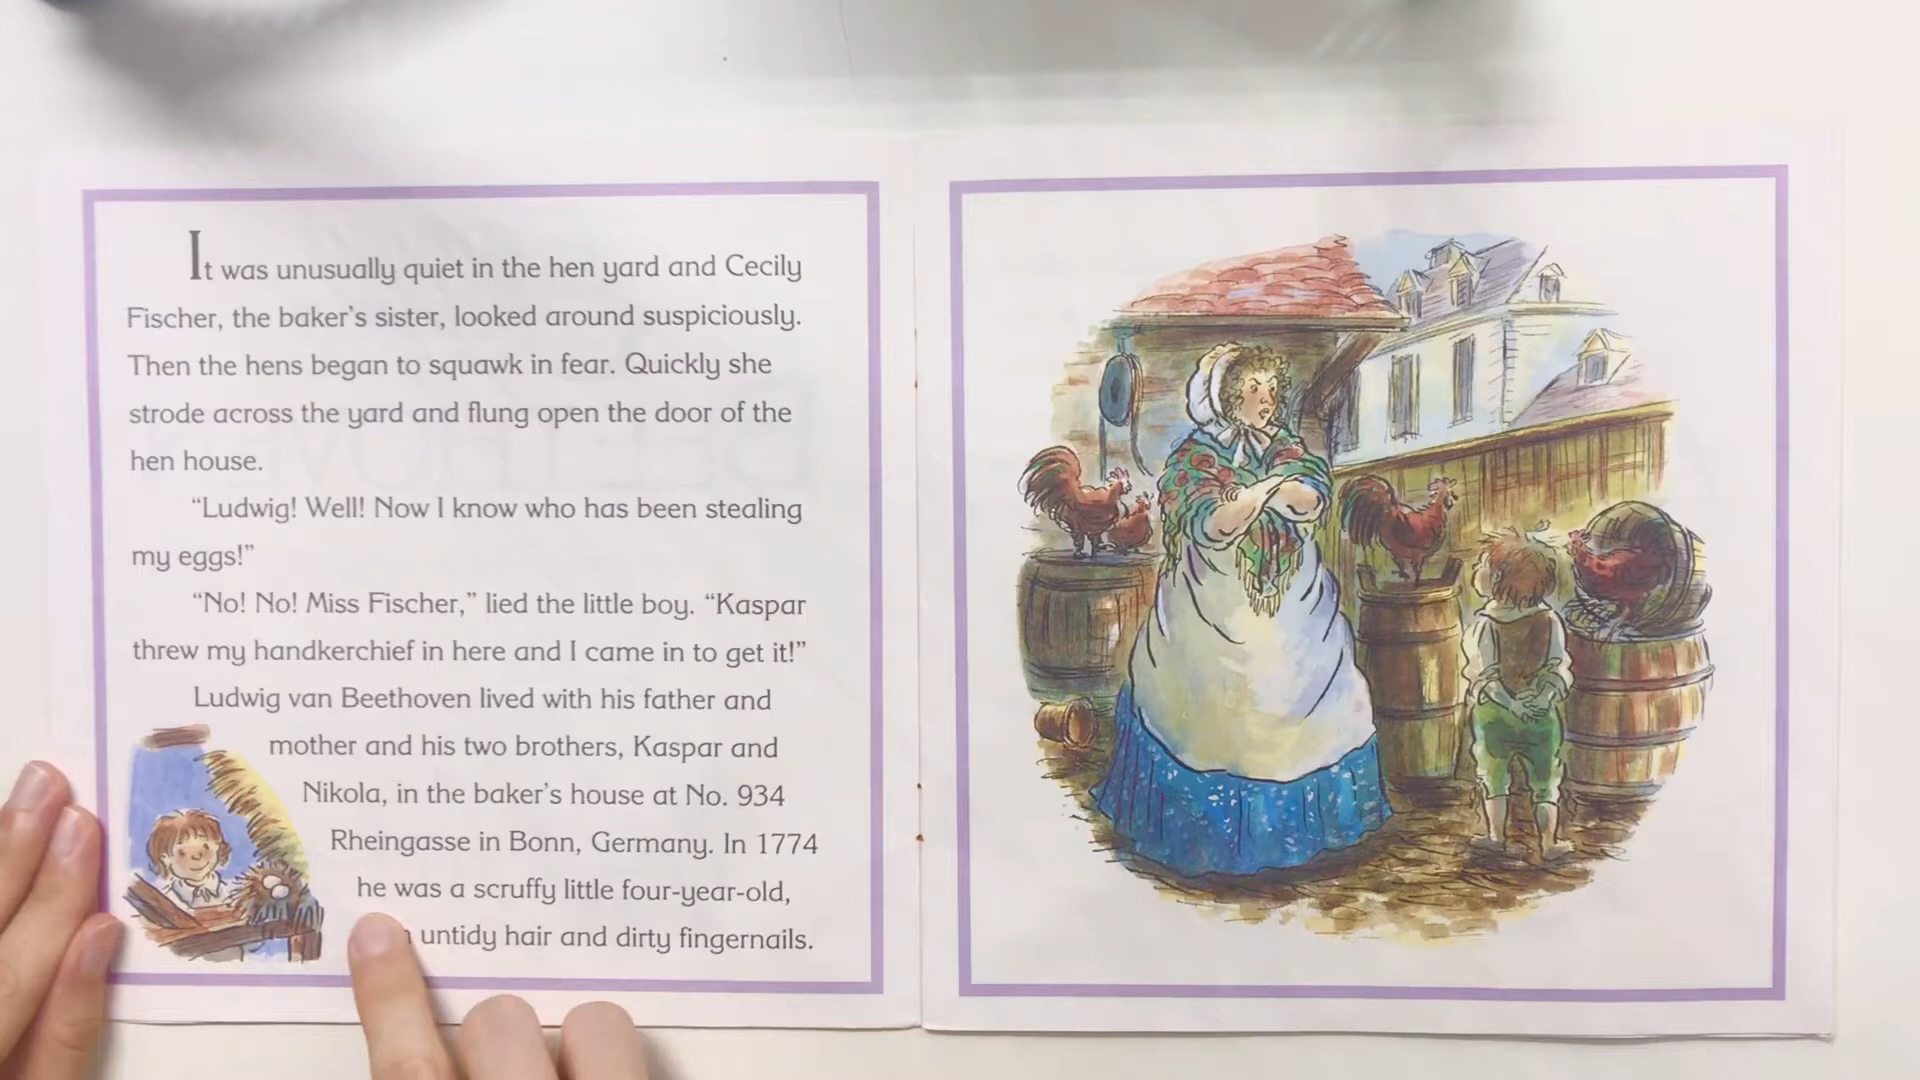 It was unusually quiet in the hen yard and Cecily
Fischer, the baker's sister, looked around suspiciously.
Then the hens began to squawk in fear. Quickly she
strode across the yard and flung open the door of the
hen house.
“Ludwig! Well! Now I know who has been stealing
my eggs!”
“No! No! Miss Fischer,” lied the little boy. “Kaspar
threw my handkerchief in here and I came in to get it!”
Ludwig van Beethoven lived with his father and
mother and his two brothers, Kaspar and
Nikola, in the baker's house at No. 934
Rheingasse in Bonn, Germany. In 1774
he was a scruffy little four-year-old,
untidy hair and dirty fingernails.